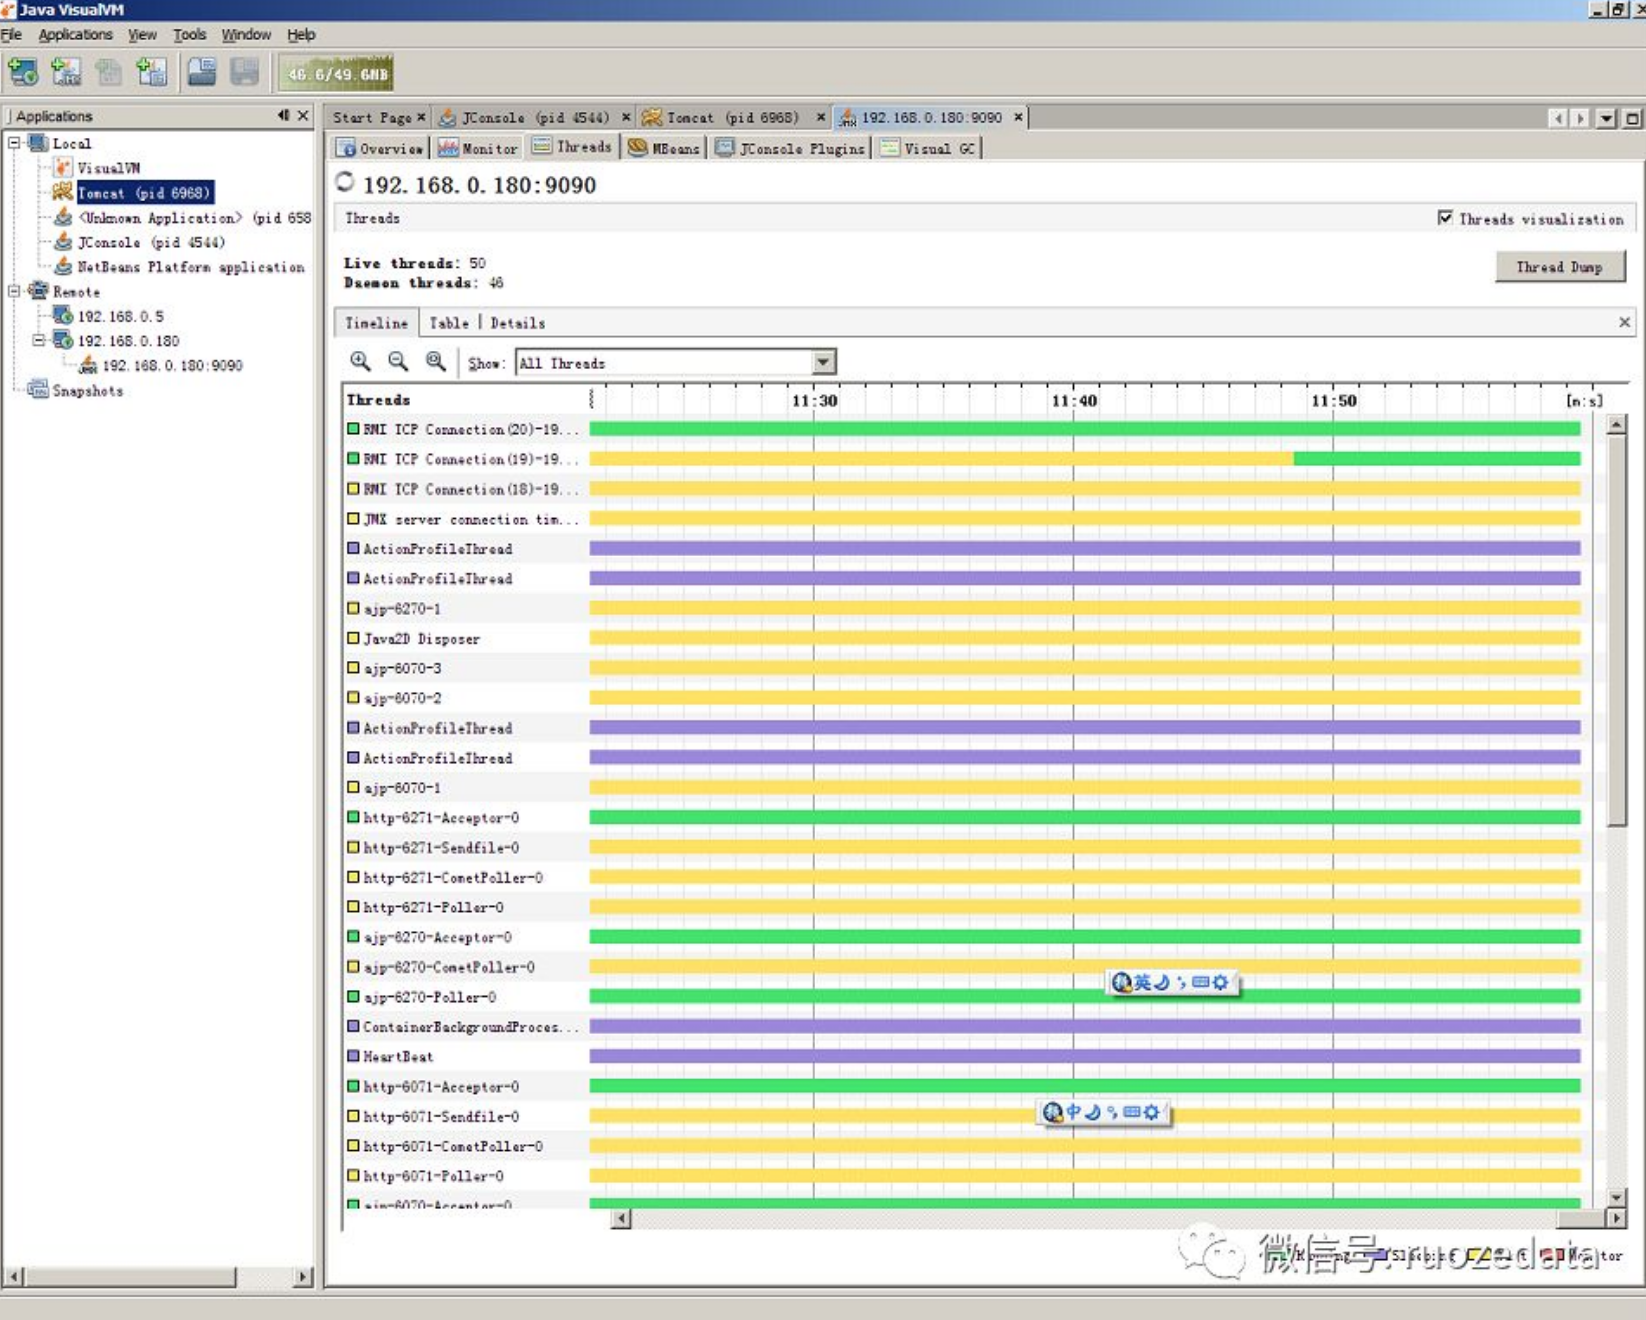 Java VisualVM
File Applications View Tools Window Help
46.6/49.6MB
Applications
Local
VisualVM
Tomcat (pid 6968)
<Unknown Application> (pid 658
JConsole (pid 4544)
NetBeans Platform application
Remote
192.168.0.5
192.168.0.180
192.168.0.180:9090
Snapshots
Start Page JConsole (pid 4544) Tomcat (pid 6968) 192.168.0.180:9090
Overview Monitor Threads MBeans JConsole Plugins Visual GC
192.168.0.180:9090
Threads Threads visualization
Live threads: 50
Daemon threads: 46
Thread Dump
Timeline Table Details
Show: All Threads
Threads 11:30 11:40 11:50 [m:s]
RMI TCP Connection(20)-19...
RMI TCP Connection(19)-19...
RMI TCP Connection(18)-19...
JMX server connection tim...
ActionProfileThread
ActionProfileThread
ajp-6270-1
Java2D Disposer
ajp-6070-3
ajp-6070-2
ActionProfileThread
ActionProfileThread
ajp-6070-1
http-6271-Acceptor-0
http-6271-Sendfile-0
http-6271-CometPoller-0
http-6271-Poller-0
ajp-6270-Acceptor-0
ajp-6270-CometPoller-0
英
ajp-6270-Poller-0
ContainerBackgroundProces...
HeartBeat
http-6071-Acceptor-0
http-6071-Sendfile-0
中
http-6071-CometPoller-0
http-6071-Poller-0
ajp-6070-Acceptor-0
微信号: ruozedata